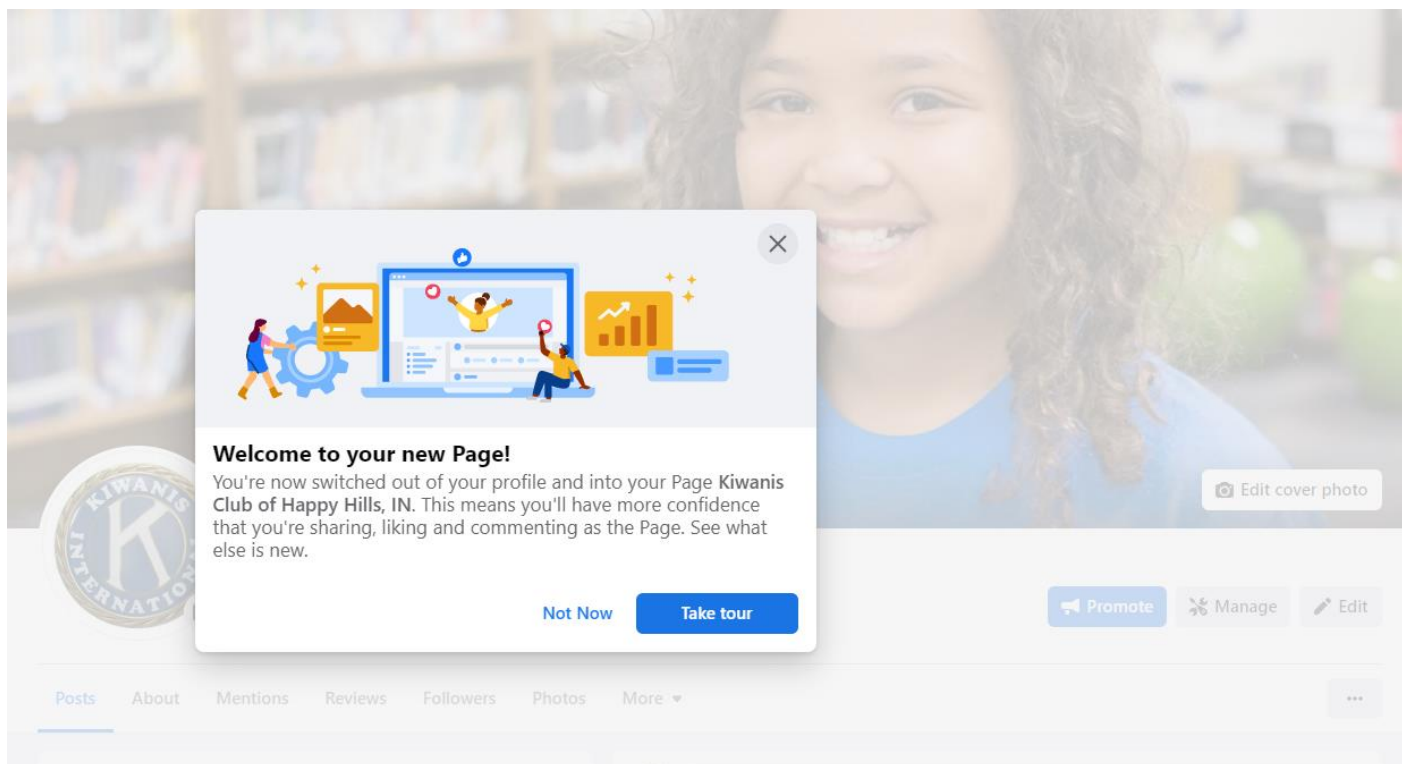 Welcome to your new Page!
You're now switched out of your profile and into your Page Kiwanis
Club of Happy Hills, IN. This means you'll have more confidence
that you're sharing, liking and commenting as the Page. See what
else is new.
Not Now
Take tour
Edit cover photo
KIWANIS
K
INTERNATIONAL
Promote
Manage
Edit
Posts
About
Mentions
Reviews
Followers
Photos
More